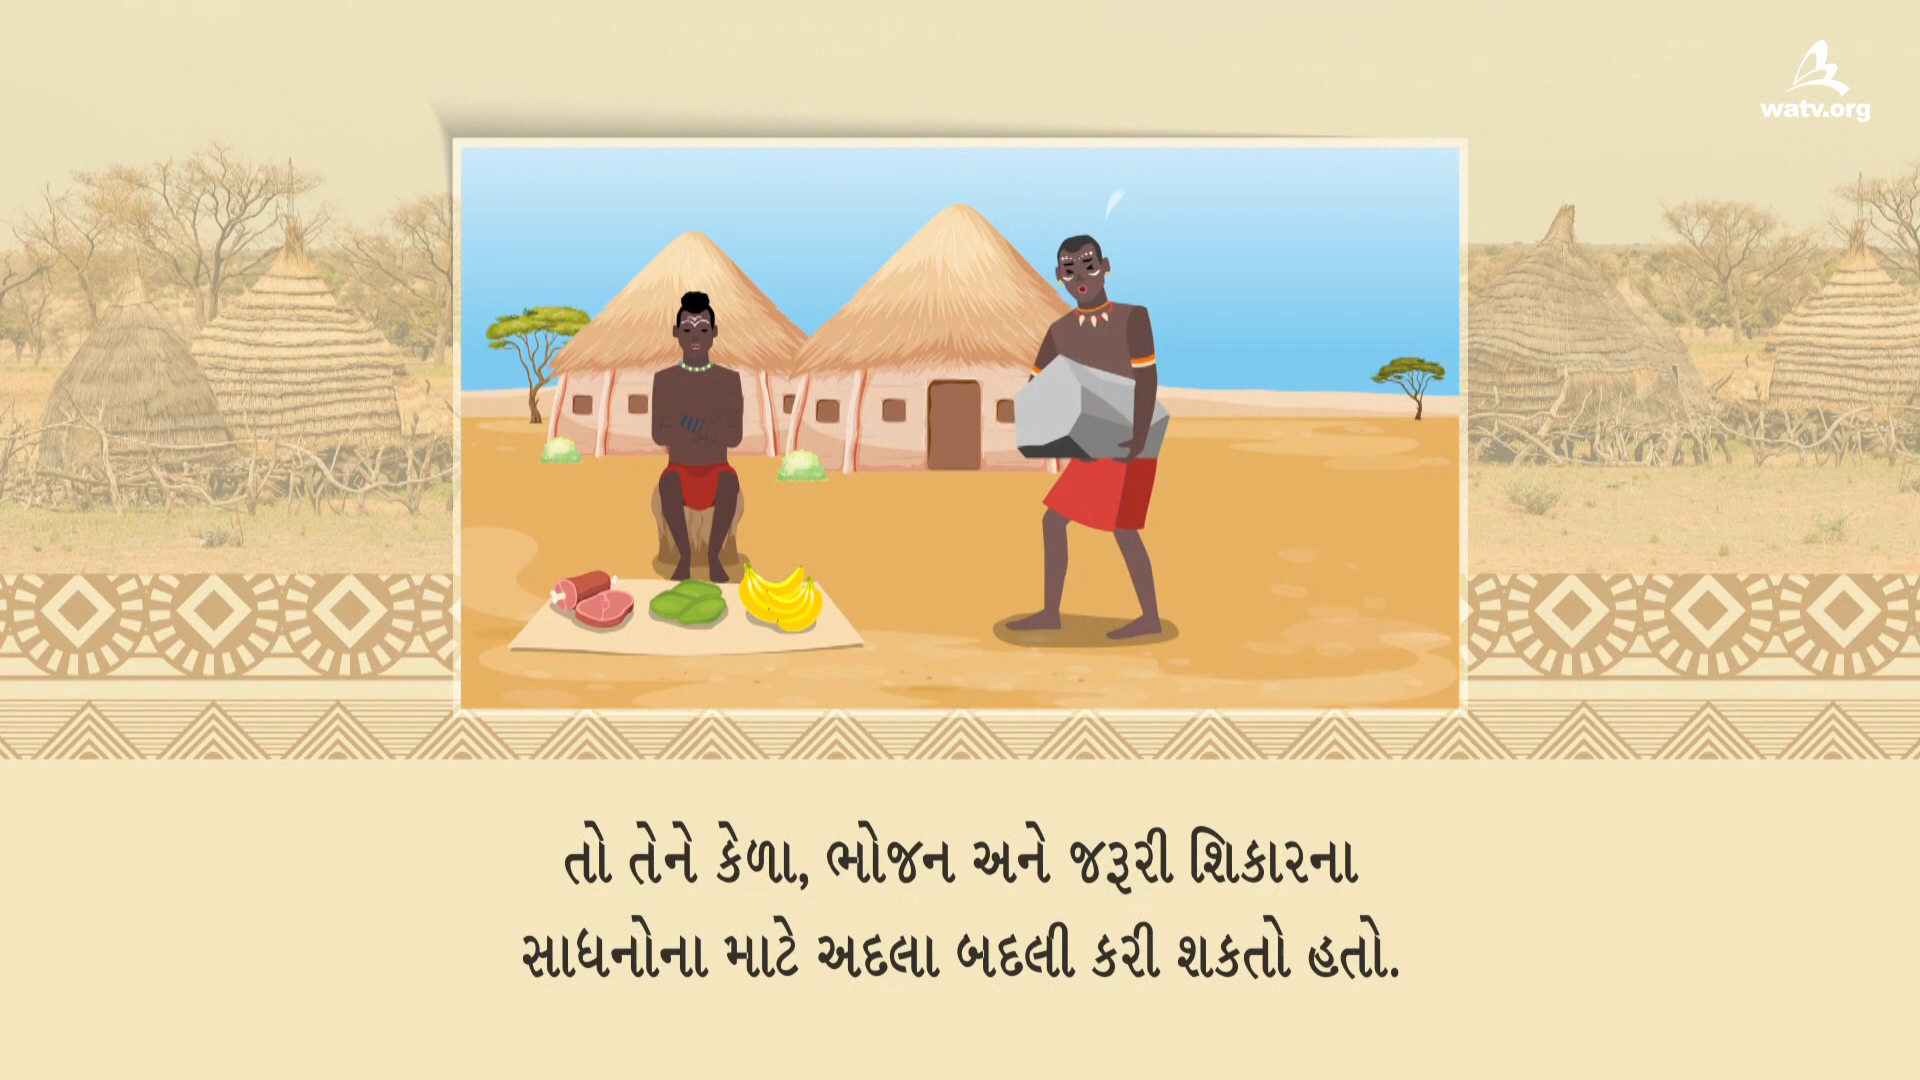 watv.org
તો તેને કેળા, ભોજન અને જરૂરી શિકારના
સાધનોના માટે અદલા બદલી કરી શકતો હતો.